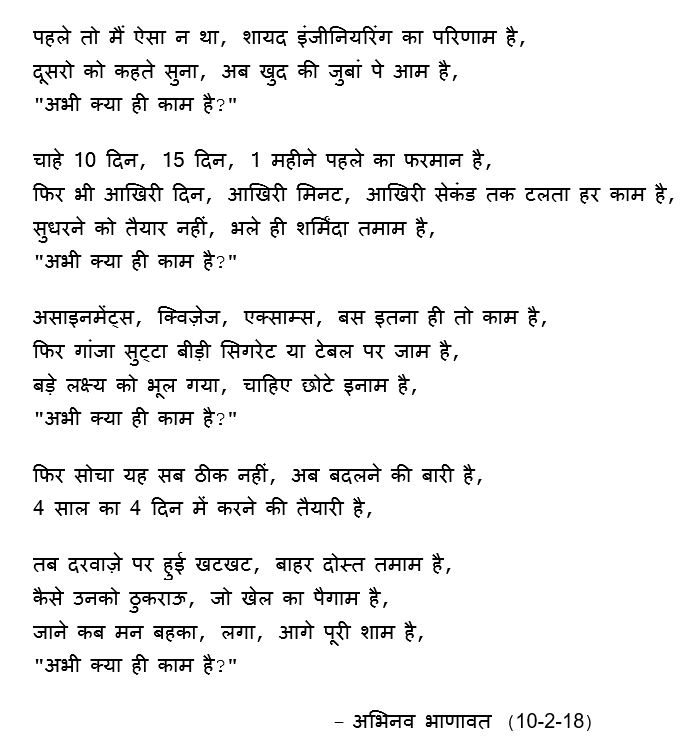 पहले तो मैं ऐसा न था, शायद इंजीनियरिंग का परिणाम है,
दूसरो को कहते सुना, अब खुद की जुबां पे आम है,
"अभी क्या ही काम है?"
चाहे 10 दिन, 15 दिन, 1 महीने पहले का फरमान है,
फिर भी आखिरी दिन, आखिरी मिनट, आखिरी सेकंड तक टलता हर काम है,
सुधरने को तैयार नहीं, भले ही शर्मिंदा तमाम है,
"अभी क्या ही काम है?"
असाइनमेंट्स, क्विज़ेज, एक्साम्स, बस इतना ही तो काम है,
फिर गांजा सुट्टा बीड़ी सिगरेट या टेबल पर जाम है,
बड़े लक्ष्य को भूल गया, चाहिए छोटे इनाम है,
"अभी क्या ही काम है?"
फिर सोचा यह सब ठीक नहीं, अब बदलने की बारी है,
4 साल का 4 दिन में करने की तैयारी है,
तब दरवाज़े पर हुई खटखट, बाहर दोस्त तमाम है,
कैसे उनको ठुकराऊ, जो खेल का पैगाम है,
जाने कब मन बहका, लगा, आगे पूरी शाम है,
"अभी क्या ही काम है?"
– अभिनव भाणावत (10-2-18)